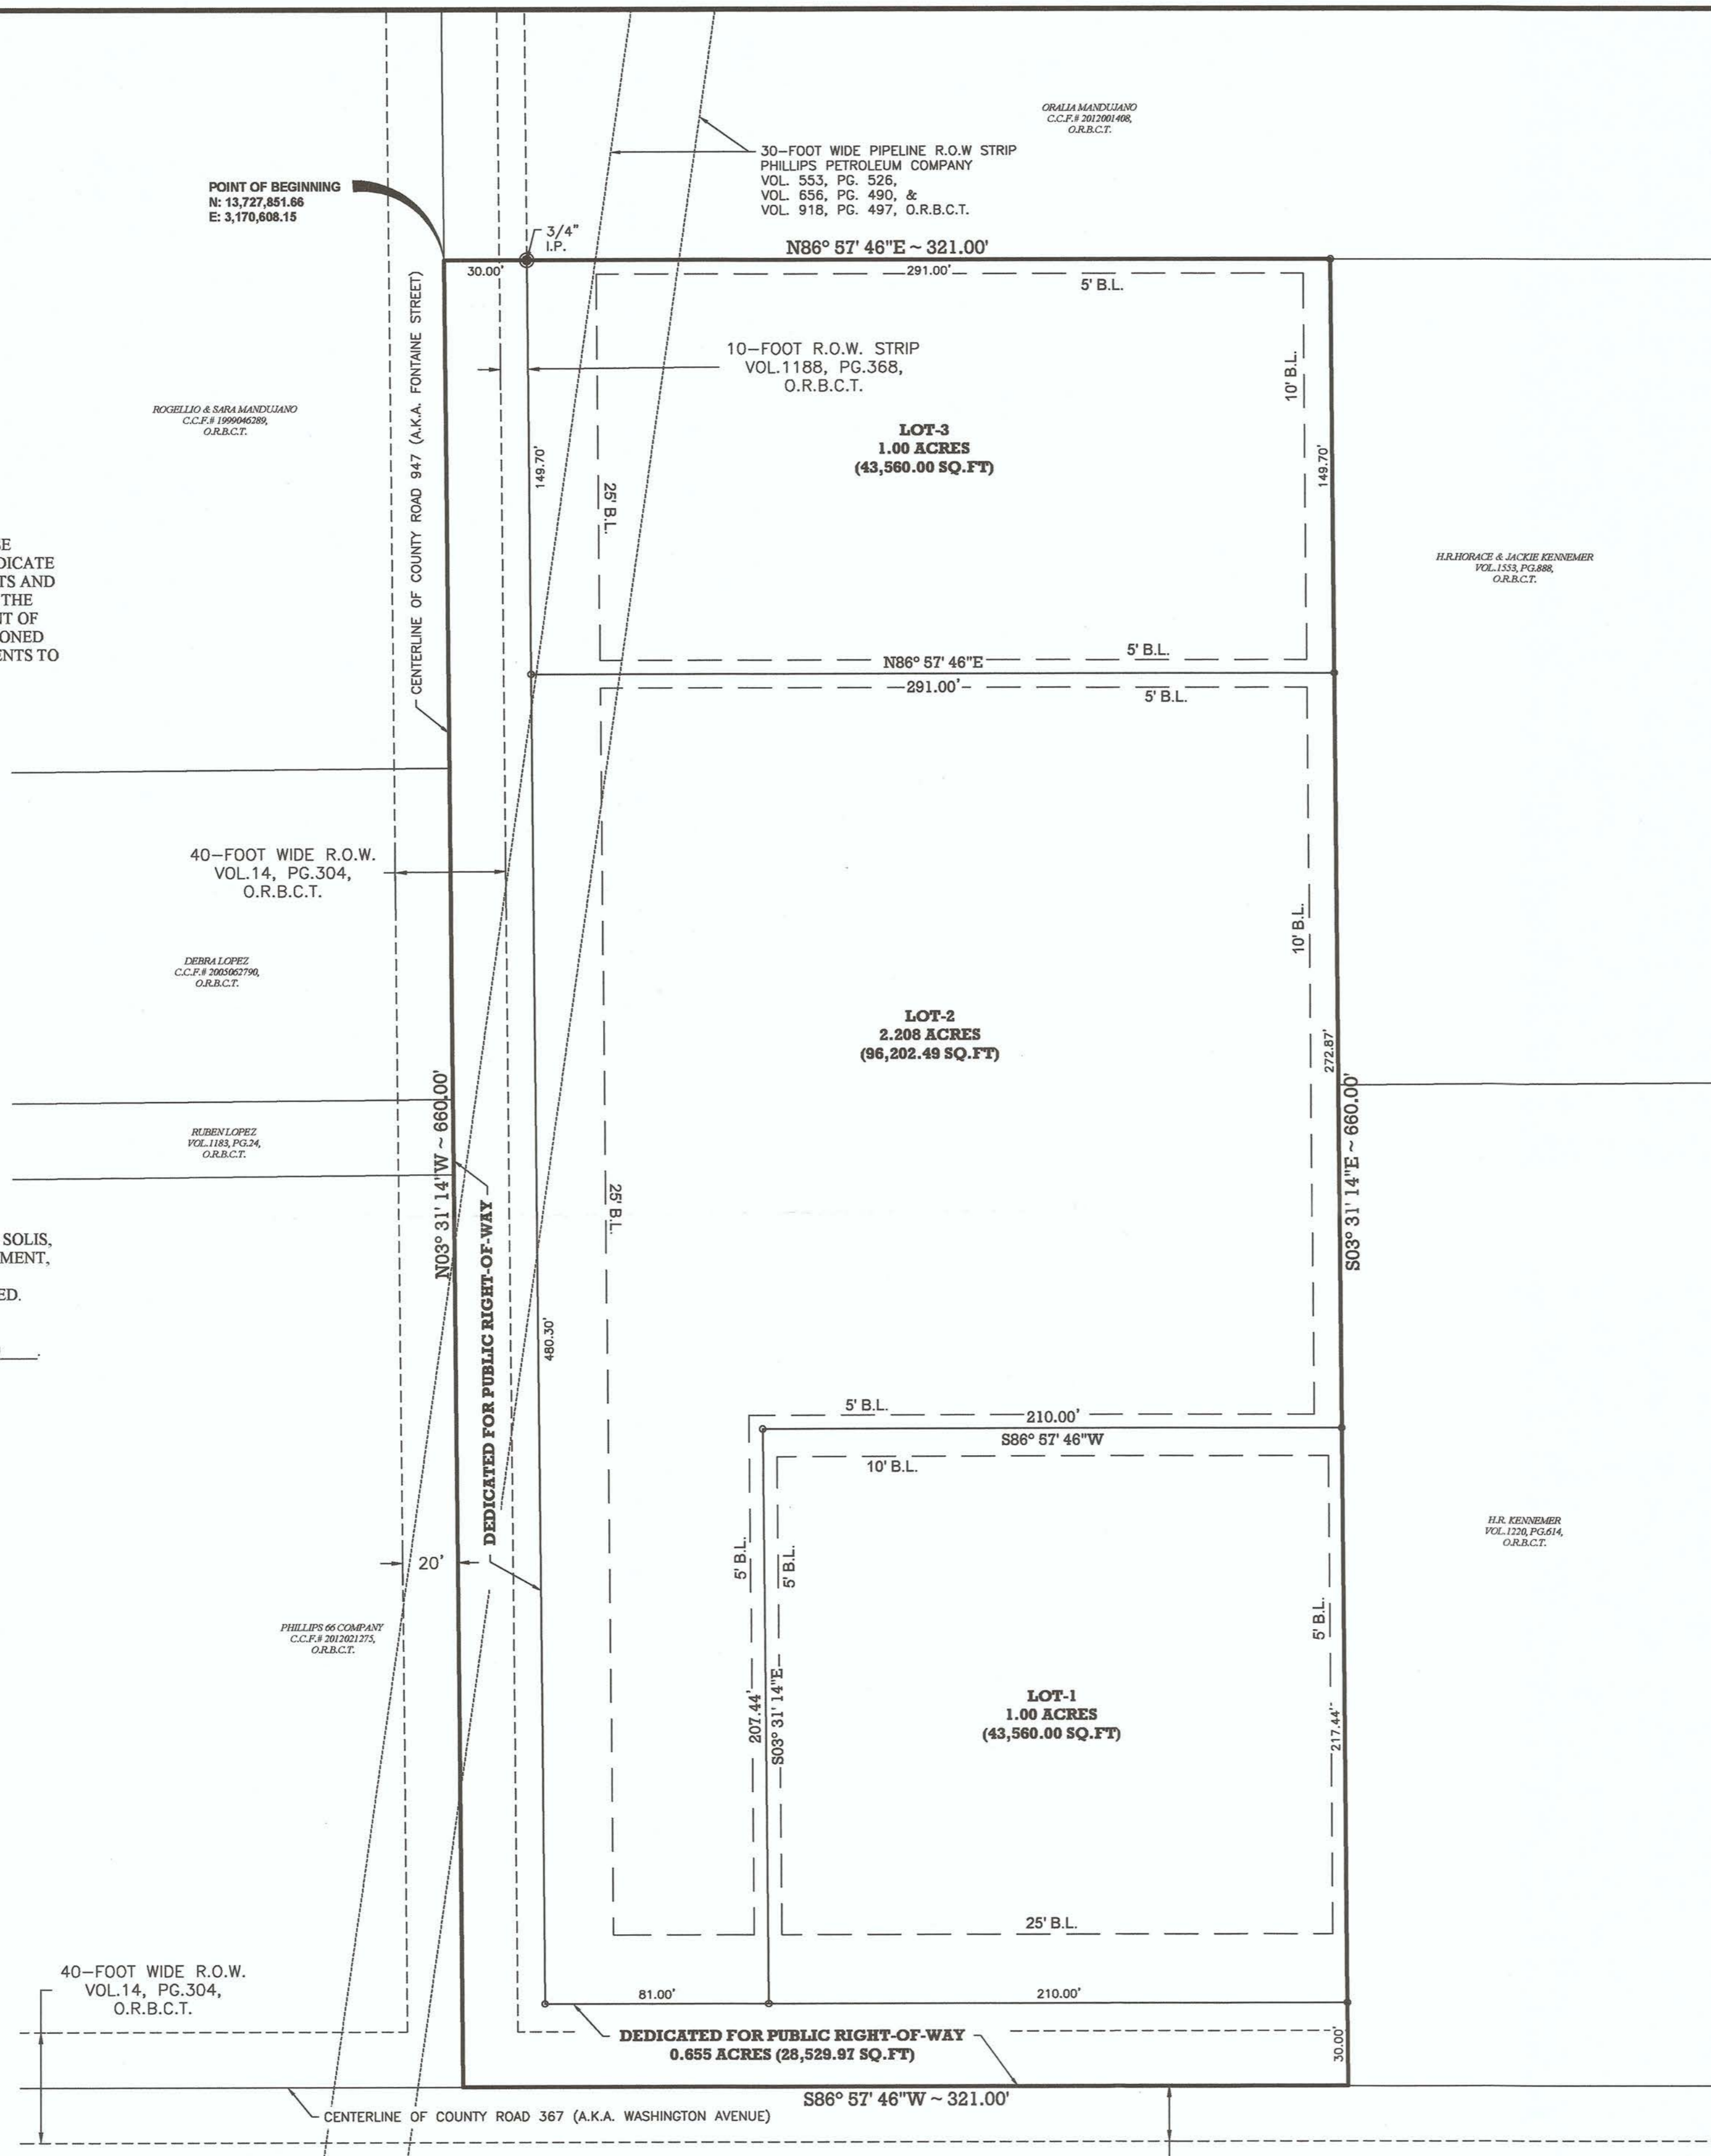 ORALIA MANDUJANO
C.C.F.# 2012001408,
O.R.B.C.T.
30-FOOT WIDE PIPELINE R.O.W STRIP
PHILLIPS PETROLEUM COMPANY
VOL. 553, PG. 526,
VOL. 656, PG. 490, &
VOL. 918, PG. 497, O.R.B.C.T.
POINT OF BEGINNING
N: 13,727,851.66
E: 3,170,608.15
3/4"
I.P.
N86° 57' 46"E ~ 321.00'
30.00'
291.00'
5' B.L.
CENTERLINE OF COUNTY ROAD 947 (A.K.A. FONTAINE STREET)
10-FOOT R.O.W. STRIP
VOL.1188, PG.368,
O.R.B.C.T.
10' B.L.
ROGELLIO & SARA MANDUJANO
C.C.F.# 1999046289,
O.R.B.C.T.
LOT-3
1.00 ACRES
(43,560.00 SQ.FT)
149.70'
149.70'
25' B.L.
H.R.HORACE & JACKIE KENNEMER
VOL.1553, PG.888,
O.R.B.C.T.
E
DICATE
TS AND
THE
T OF
ONED
ENTS TO
5' B.L.
N86° 57' 46"E
291.00'
5' B.L.
40-FOOT WIDE R.O.W.
VOL.14, PG.304,
O.R.B.C.T.
10' B.L.
DEBRA LOPEZ
C.C.F.# 2005062790,
O.R.B.C.T.
LOT-2
2.208 ACRES
(96,202.49 SQ.FT)
272.87'
RUBEN LOPEZ
VOL.1183, PG.24,
O.R.B.C.T.
N03° 31' 14"W ~ 660.00'
S03° 31' 14"E ~ 660.00'
25' B.L.
DEDICATED FOR PUBLIC RIGHT-OF-WAY
SOLIS,
MENT,
ED.
480.30'
5' B.L.
210.00'
S86° 57' 46"W
10' B.L.
H.R. KENNEMER
VOL.1220, PG.614,
O.R.B.C.T.
20'
5' B.L.
5' B.L.
5' B.L.
PHILLIPS 66 COMPANY
C.C.F.# 2012021275,
O.R.B.C.T.
207.44'
S03° 31' 14"E
LOT-1
1.00 ACRES
(43,560.00 SQ.FT)
217.44'
25' B.L.
40-FOOT WIDE R.O.W.
VOL.14, PG.304,
O.R.B.C.T.
81.00'
210.00'
DEDICATED FOR PUBLIC RIGHT-OF-WAY
0.655 ACRES (28,529.97 SQ.FT)
30.00'
S86° 57' 46"W ~ 321.00'
CENTERLINE OF COUNTY ROAD 367 (A.K.A. WASHINGTON AVENUE)